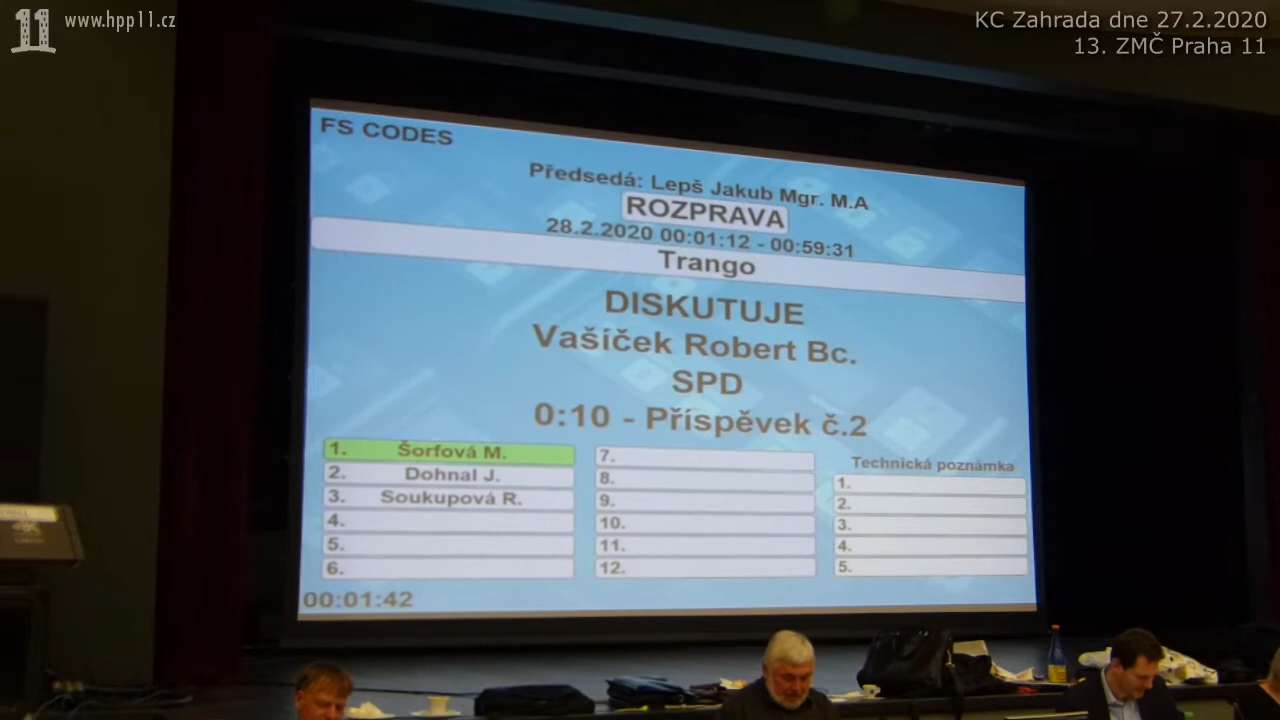 11 www.hpp11.cz
KC Zahrada dne 27.2.2020
13. ZMČ Praha 11
FS CODES
Předsedá: Lepš Jakub Mgr. M.A
ROZPRAVA
28.2.2020 00:01:12 - 00:59:31
Trango
DISKUTUJE
Vašíček Robert Bc.
SPD
0:10 - Příspěvek č.2
1. Šorfová M.
2. Dohnal J.
3. Soukupová R.
4.
5.
6.
7.
8.
9.
10.
11.
12.
Technická poznámka
1.
2.
3.
4.
5.
00:01:42